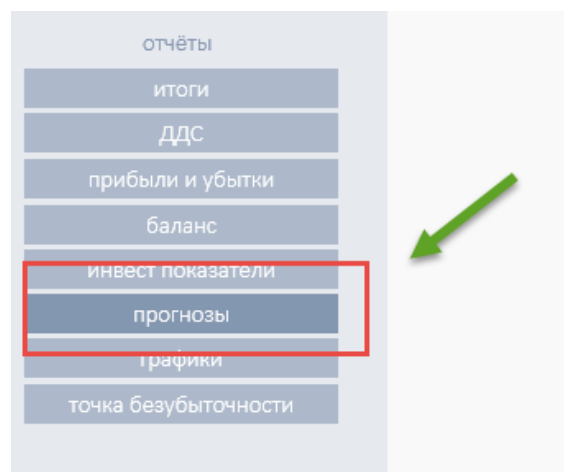 отчёты
итоги
ДДС
прибыли и убытки
баланс
инвест показатели
прогнозы
графики
точка безубыточности